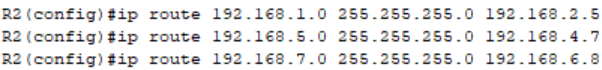 R2(config)#ip route 192.168.1.0 255.255.255.0 192.168.2.5
R2(config)#ip route 192.168.5.0 255.255.255.0 192.168.4.7
R2(config)#ip route 192.168.7.0 255.255.255.0 192.168.6.8